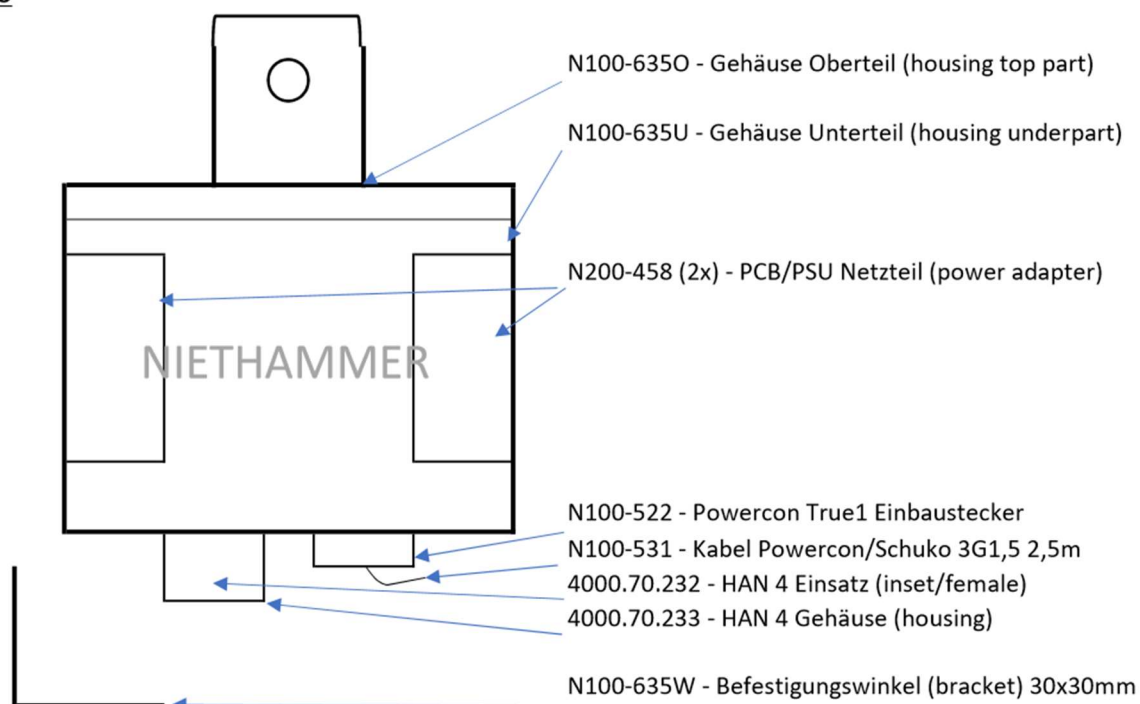 N100-635O - Gehäuse Oberteil (housing top part)
N100-635U - Gehäuse Unterteil (housing underpart)
N200-458 (2x) - PCB/PSU Netzteil (power adapter)
NIETHAMMER
N100-522 - Powercon True1 Einbaustecker
N100-531 - Kabel Powercon/Schuko 3G1,5 2,5m
4000.70.232 - HAN 4 Einsatz (inset/female)
4000.70.233 - HAN 4 Gehäuse (housing)
N100-635W - Befestigungswinkel (bracket) 30x30mm